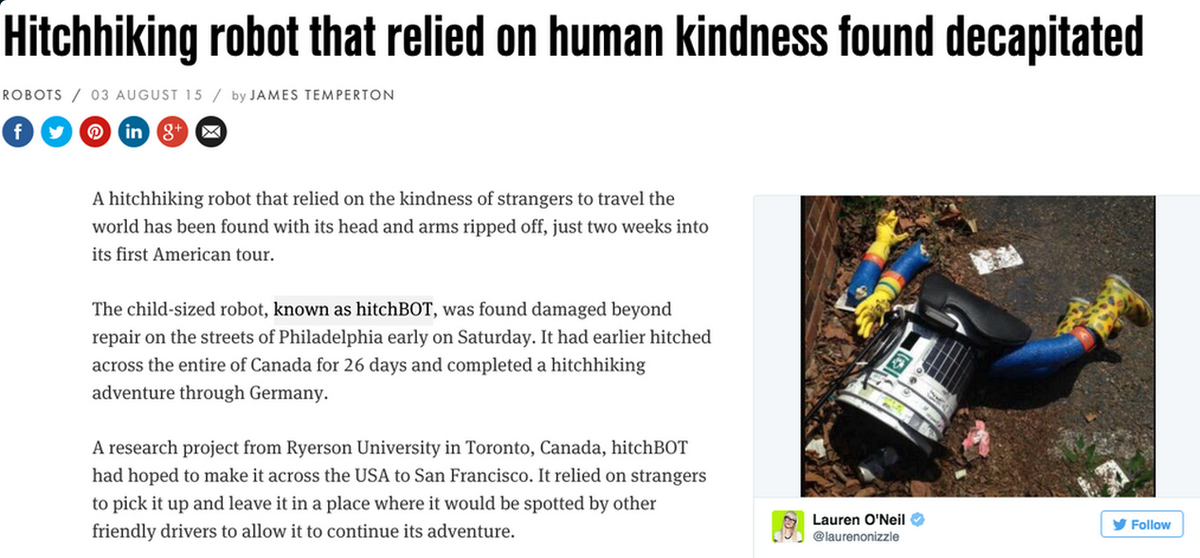 Hitchhiking robot that relied on human kindness found decapitated
ROBOTS / 03 AUGUST 15 / by JAMES TEMPERTON
f in g+
A hitchhiking robot that relied on the kindness of strangers to travel the
world has been found with its head and arms ripped off, just two weeks into
its first American tour.
The child-sized robot, known as hitchBOT, was found damaged beyond
repair on the streets of Philadelphia early on Saturday. It had earlier hitched
across the entire of Canada for 26 days and completed a hitchhiking
adventure through Germany.
A research project from Ryerson University in Toronto, Canada, hitchBOT
had hoped to make it across the USA to San Francisco. It relied on strangers
to pick it up and leave it in a place where it would be spotted by other
friendly drivers to allow it to continue its adventure.
Lauren O'Neil
@laurenonizzle
Follow